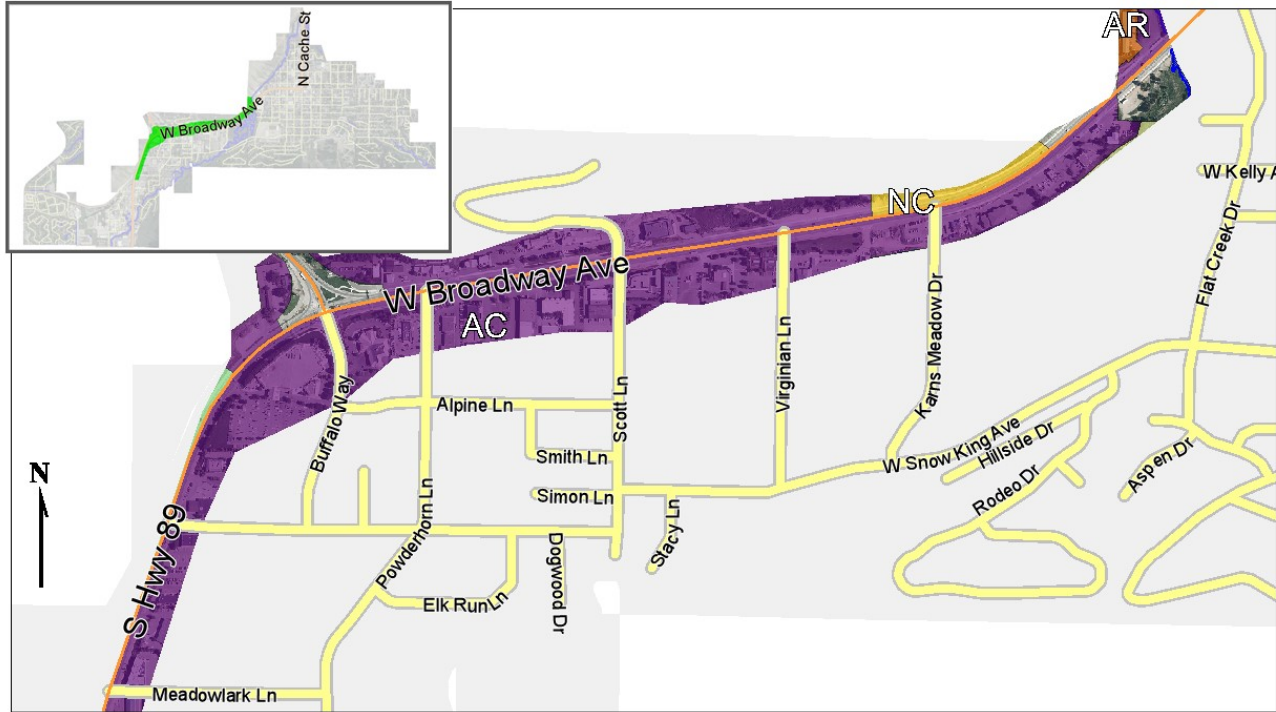 N Cache St
W Broadway Ave
AR
W Kelly A
NC
Flat Creek Dr
W Broadway Ave
AC
Virginian Ln
Karns Meadow Dr
Buffalo Way
Alpine Ln
Scott Ln
W Snow King Ave
Hillside Dr
Smith Ln
Aspen Dr
N
Simon Ln
Rodeo Dr
S Hwy 89
Powderhorn Ln
Stacy Ln
Dogwood Dr
Elk Run Ln
Meadowlark Ln